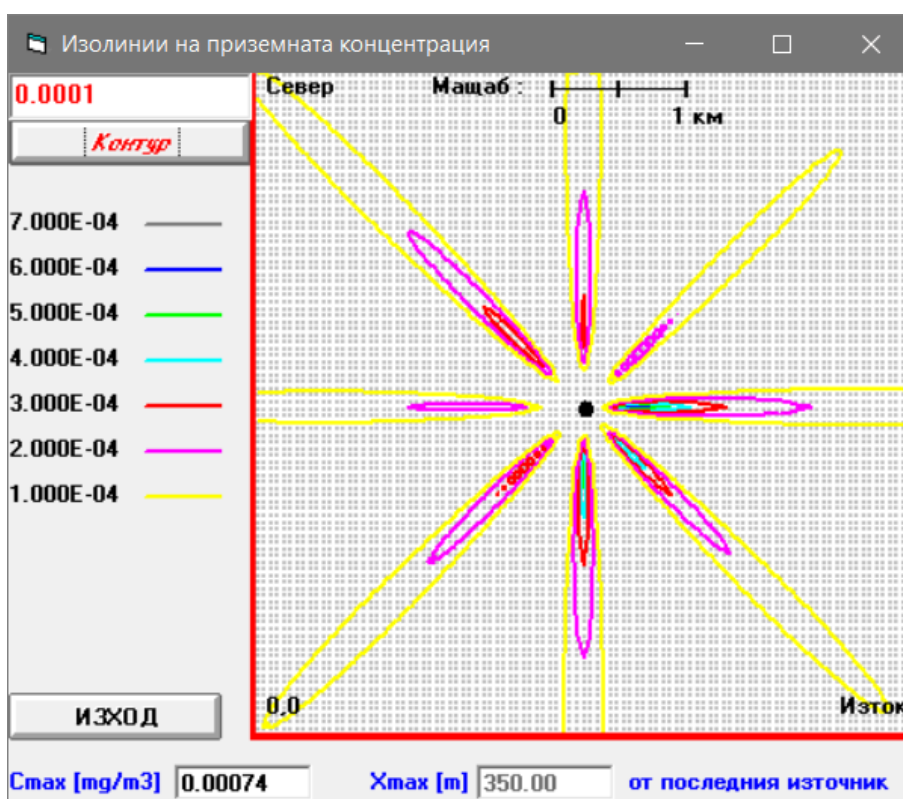 Изолинии на приземната концентрация
0.0001
Контур
Север
Мащаб :
0
1 км
7.000E-04
6.000E-04
5.000E-04
4.000E-04
3.000E-04
2.000E-04
1.000E-04
0,0
Изток
ИЗХОД
Cmax [mg/m3] 0.00074 Xmax [m] 350.00 от последния източник